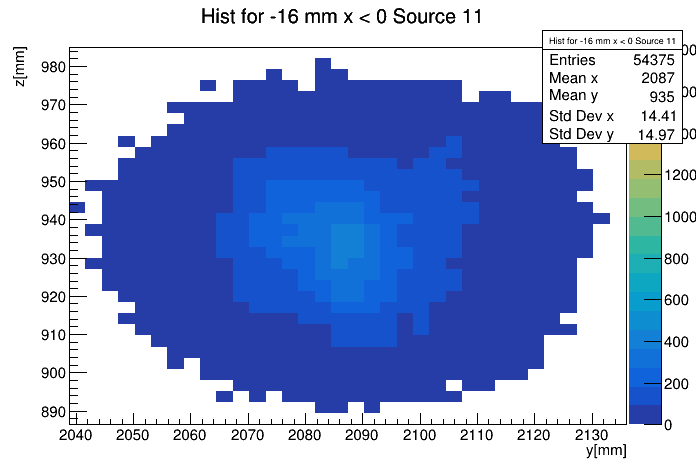 Hist for -16 mm x < 0 Source 11
Hist for -16 mm x < 0 Source 11
Entries 54375
Mean x 2087
Mean y 935
Std Dev x 14.41
Std Dev y 14.97
z[mm]
980
970
960
950
940
930
920
910
900
890
2040 2050 2060 2070 2080 2090 2100 2110 2120 2130
y[mm]
1200
1000
800
600
400
200
0